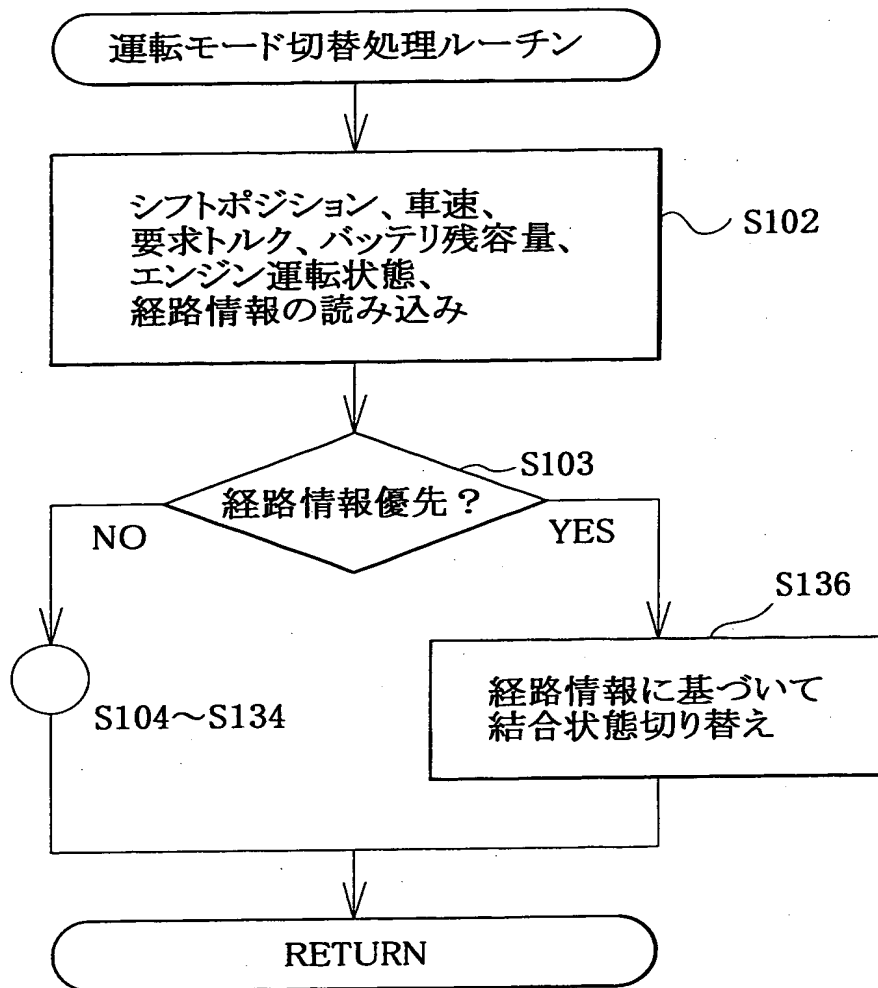 運転モード切替処理ルーチン
シフトポジション、車速、
要求トルク、バッテリ残容量、
エンジン運転状態、
経路情報の読み込み
S102
S103
経路情報優先？
NO
YES
S136
S104～S134
経路情報に基づいて
結合状態切り替え
RETURN